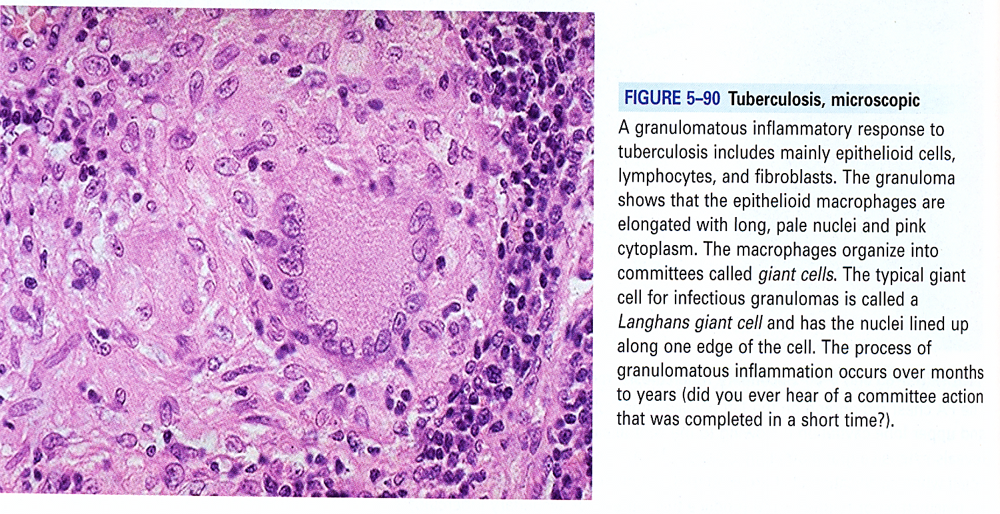 FIGURE 5–90 Tuberculosis, microscopic
A granulomatous inflammatory response to
tuberculosis includes mainly epithelioid cells,
lymphocytes, and fibroblasts. The granuloma
shows that the epithelioid macrophages are
elongated with long, pale nuclei and pink
cytoplasm. The macrophages organize into
committees called giant cells. The typical giant
cell for infectious granulomas is called a
Langhans giant cell and has the nuclei lined up
along one edge of the cell. The process of
granulomatous inflammation occurs over months
to years (did you ever hear of a committee action
that was completed in a short time?).